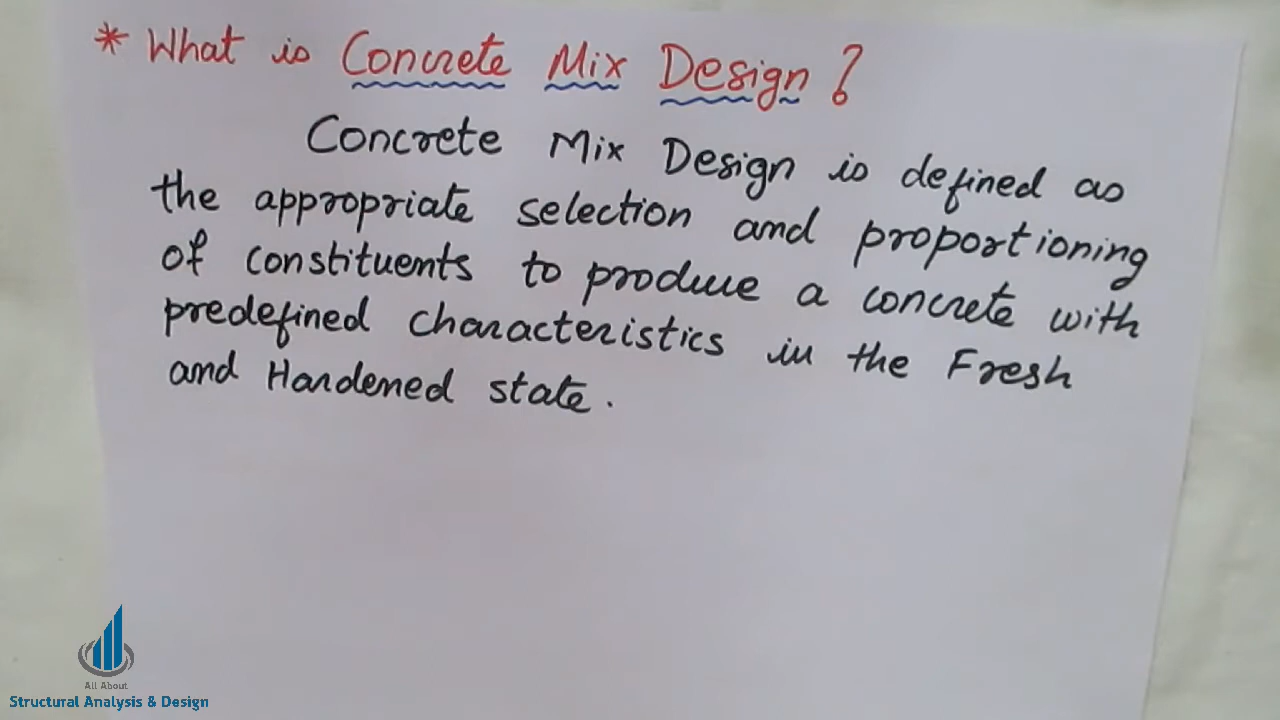 * What is Concrete Mix Design ?
Concrete Mix Design is defined as
the appropriate selection and proportioning
of constituents to produce a concrete with
predefined characteristics in the Fresh
and Hardened state.
All About
Structural Analysis & Design